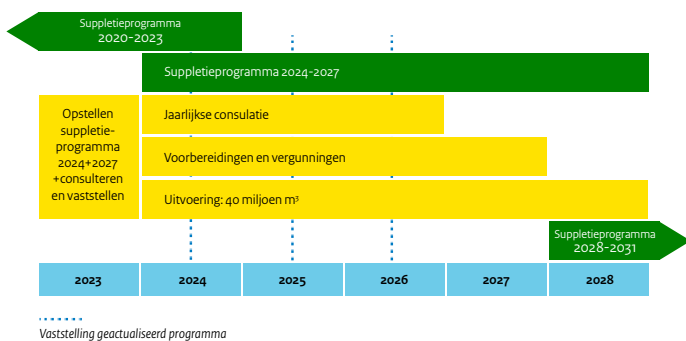 Suppletieprogramma
2020-2023
Suppletieprogramma 2024-2027
Opstellen
suppletie-
programma
2024+2027
+consulteren
en vaststellen
Jaarlijkse consulatie
Voorbereidingen en vergunningen
Uitvoering: 40 miljoen m³
Suppletieprogramma
2028-2031
2023
2024
2025
2026
2027
2028
Vaststelling geactualiseerd programma